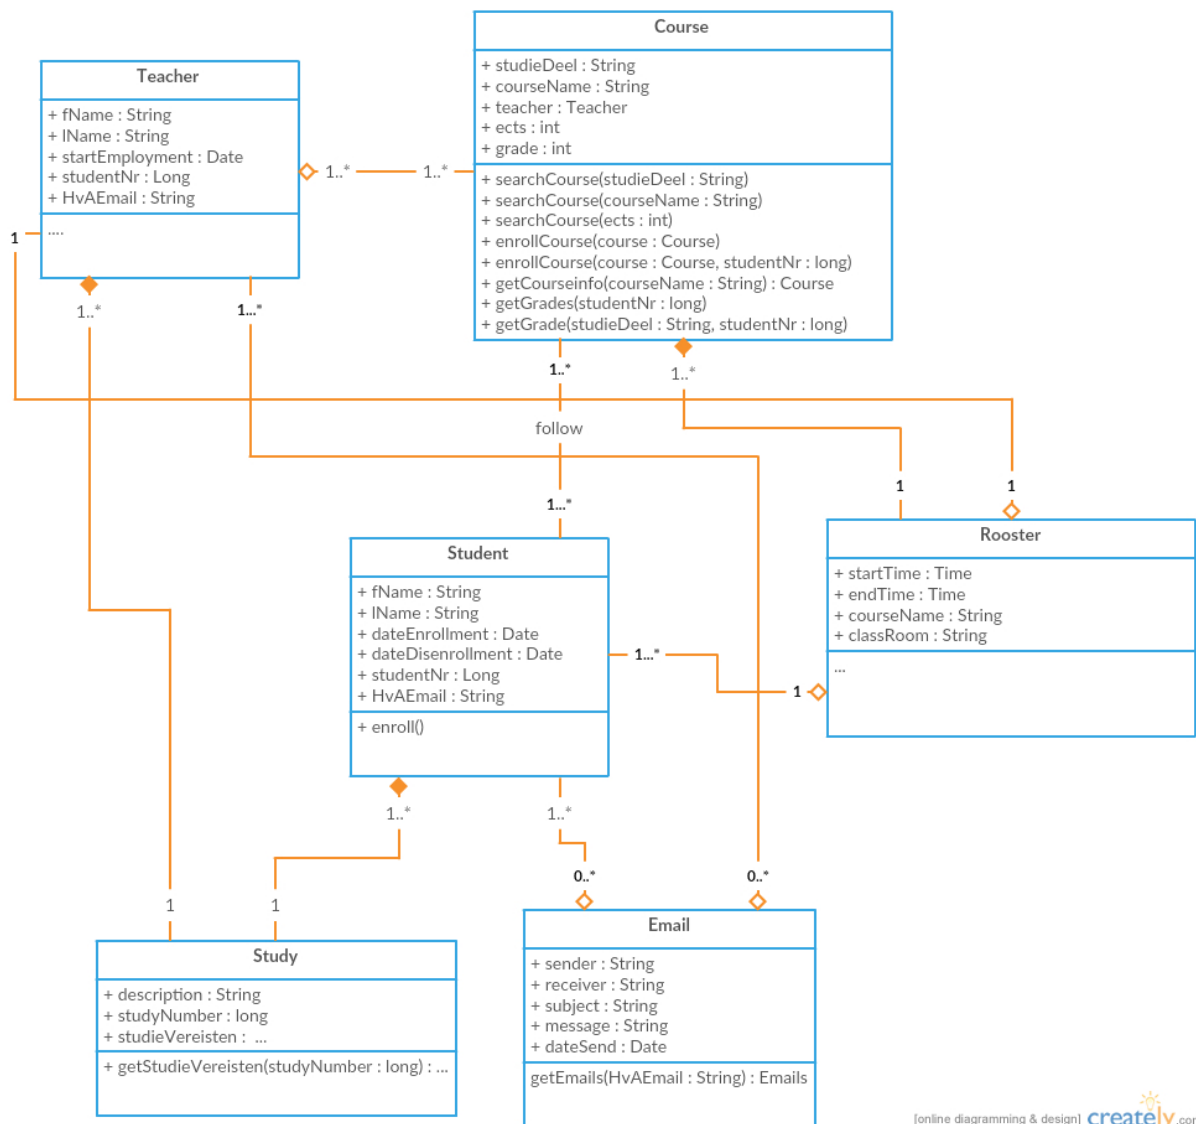 Course
+ studieDeel : String
+ courseName : String
+ teacher : Teacher
+ ects : int
+ grade : int
+ searchCourse(studieDeel : String)
+ searchCourse(courseName : String)
+ searchCourse(ects : int)
+ enrollCourse(course : Course)
+ enrollCourse(course : Course, studentNr : long)
+ getCourseinfo(courseName : String) : Course
+ getGrades(studentNr : long)
+ getGrade(studieDeel : String, studentNr : long)
Teacher
+ fName : String
+ lName : String
+ startEmployment : Date
+ studentNr : Long
+ HvAEmail : String
....
1..*
1..*
1
1..*
1...*
1..*
1..*
follow
1...*
1
1
Rooster
+ startTime : Time
+ endTime : Time
+ courseName : String
+ classRoom : String
...
Student
+ fName : String
+ lName : String
+ dateEnrollment : Date
+ dateDisenrollment : Date
+ studentNr : Long
+ HvAEmail : String
+ enroll()
1...*
1
1..*
1..*
0..*
0..*
1
1
Study
+ description : String
+ studyNumber : long
+ studieVereisten : ...
+ getStudieVereisten(studyNumber : long) : ...
Email
+ sender : String
+ receiver : String
+ subject : String
+ message : String
+ dateSend : Date
getEmails(HvAEmail : String) : Emails
[online diagramming & design] creately.com